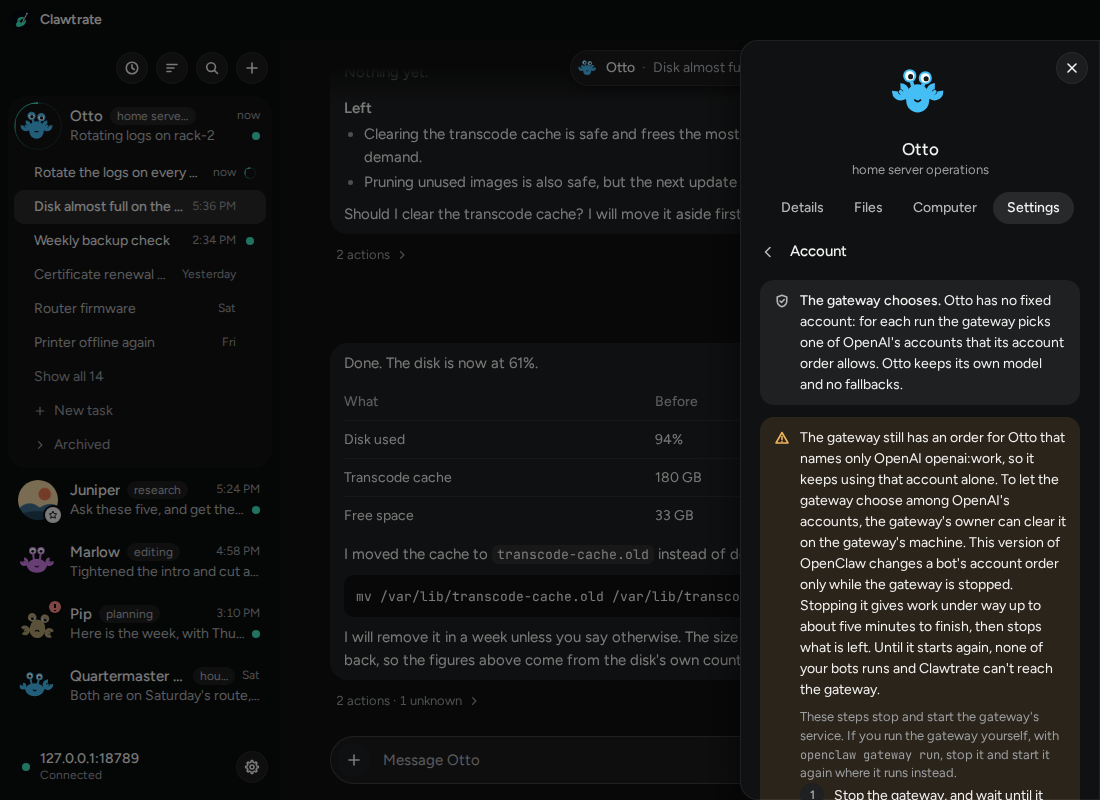 Clawtrate
Otto
home serve...
now
Rotating logs on rack-2
Rotate the logs on every ...
now
Disk almost full on the ...
5:36 PM
Weekly backup check
2:34 PM
Certificate renewal ...
Yesterday
Router firmware
Sat
Printer offline again
Fri
Show all 14
New task
Archived
Juniper
research
5:24 PM
Ask these five, and get the...
Marlow
editing
4:58 PM
Tightened the intro and cut a...
Pip
planning
3:10 PM
Here is the week, with Thu...
Quartermaster ...
hou...
Sat
Both are on Saturday's route,...
127.0.0.1:18789
Connected
Nothing yet.
Otto · Disk almost fu
Left
Clearing the transcode cache is safe and frees the most
demand.
Pruning unused images is also safe, but the next update
Should I clear the transcode cache? I will move it aside first
2 actions
Done. The disk is now at 61%.
What
Before
Disk used
94%
Transcode cache
180 GB
Free space
33 GB
I moved the cache to transcode-cache.old instead of d
mv /var/lib/transcode-cache.old /var/lib/transco
I will remove it in a week unless you say otherwise. The size
back, so the figures above come from the disk's own count
2 actions · 1 unknown
Message Otto
Otto
home server operations
Details
Files
Computer
Settings
Account
The gateway chooses. Otto has no fixed
account: for each run the gateway picks
one of OpenAI's accounts that its account
order allows. Otto keeps its own model
and no fallbacks.
The gateway still has an order for Otto that
names only OpenAI openai:work, so it
keeps using that account alone. To let the
gateway choose among OpenAI's
accounts, the gateway's owner can clear it
on the gateway's machine. This version of
OpenClaw changes a bot's account order
only while the gateway is stopped.
Stopping it gives work under way up to
about five minutes to finish, then stops
what is left. Until it starts again, none of
your bots runs and Clawtrate can't reach
the gateway.
These steps stop and start the gateway's
service. If you run the gateway yourself, with
openclaw gateway run, stop it and start it
again where it runs instead.
1 Stop the gateway, and wait until it